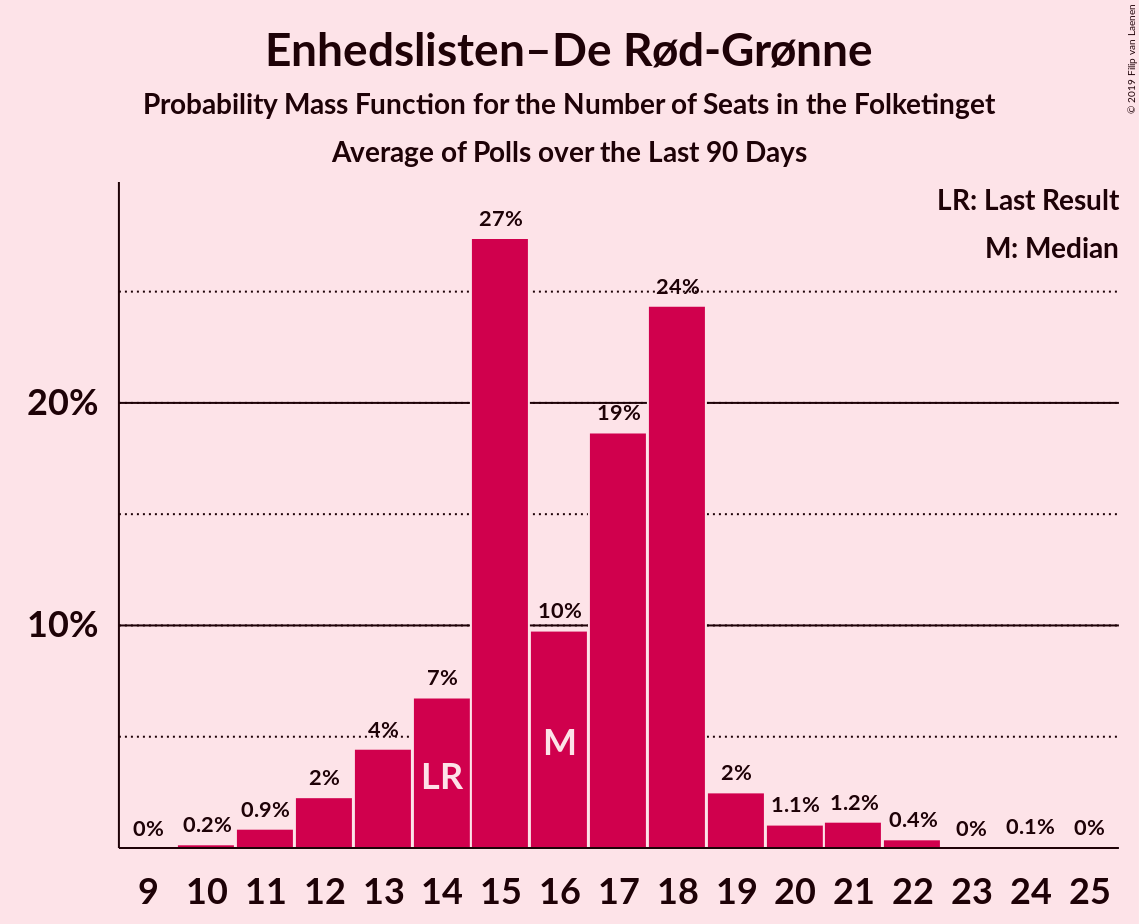 Enhedslisten–De Rød-Grønne
Probability Mass Function for the Number of Seats in the Folketinget
Average of Polls over the Last 90 Days
© 2019 Filip van Laenen
LR: Last Result
M: Median
27%
24%
20%
19%
10%
10%
7%
4%
2%
0.9%
0.2%
0%
2%
1.1%
1.2%
0.4%
0%
0.1%
0%
M
LR
9 10 11 12 13 14 15 16 17 18 19 20 21 22 23 24 25